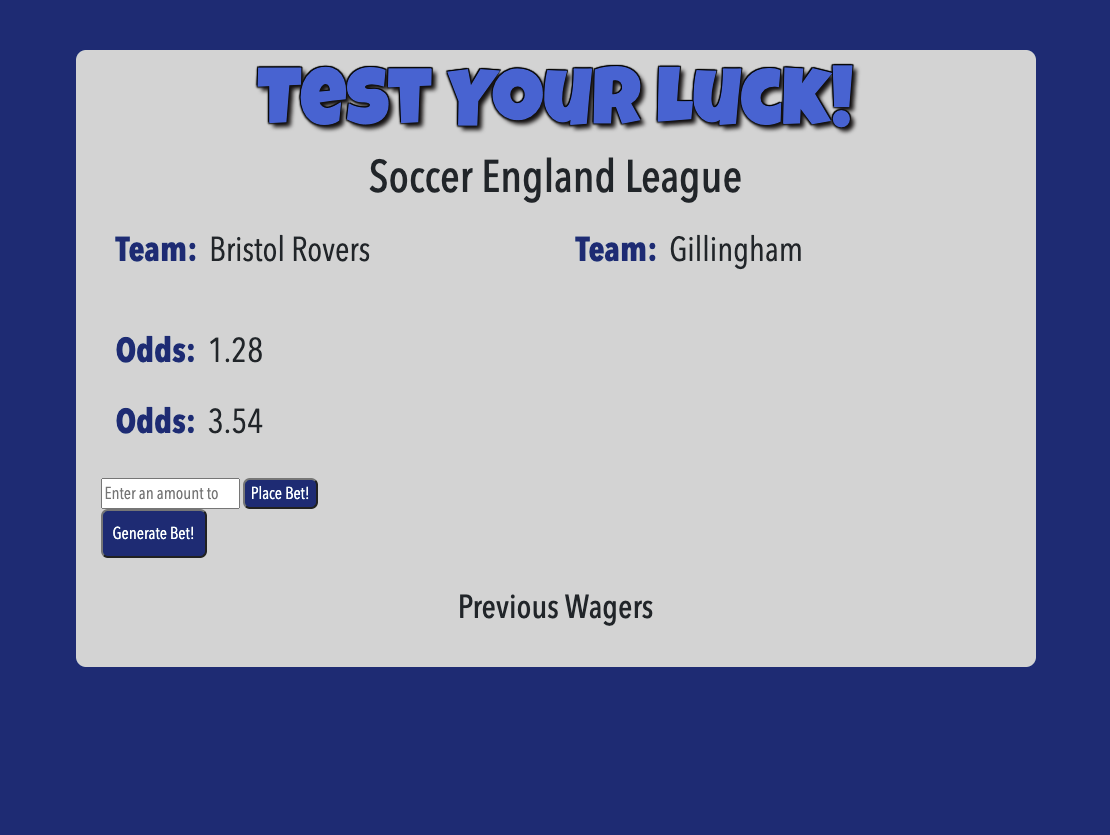 Test Your Luck!
Soccer England League
Team: Bristol Rovers
Team: Gillingham
Odds: 1.28
Odds: 3.54
Enter an amount to
Place Bet!
Generate Bet!
Previous Wagers